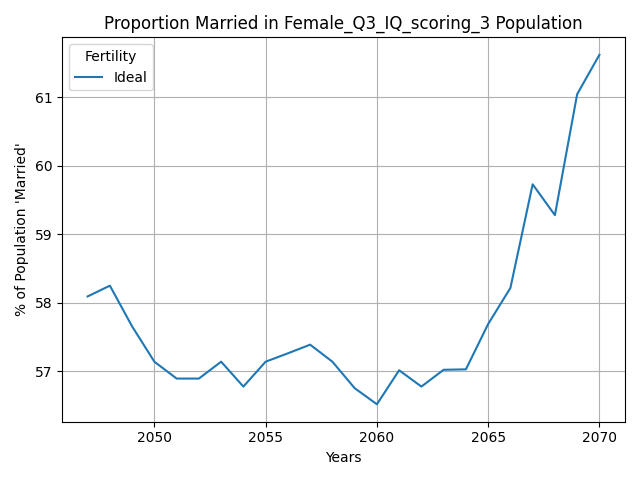 Proportion Married in Female_Q3_IQ_scoring_3 Population
Fertility
Ideal
% of Population 'Married'
61
60
59
58
57
2050
2055
2060
2065
2070
Years